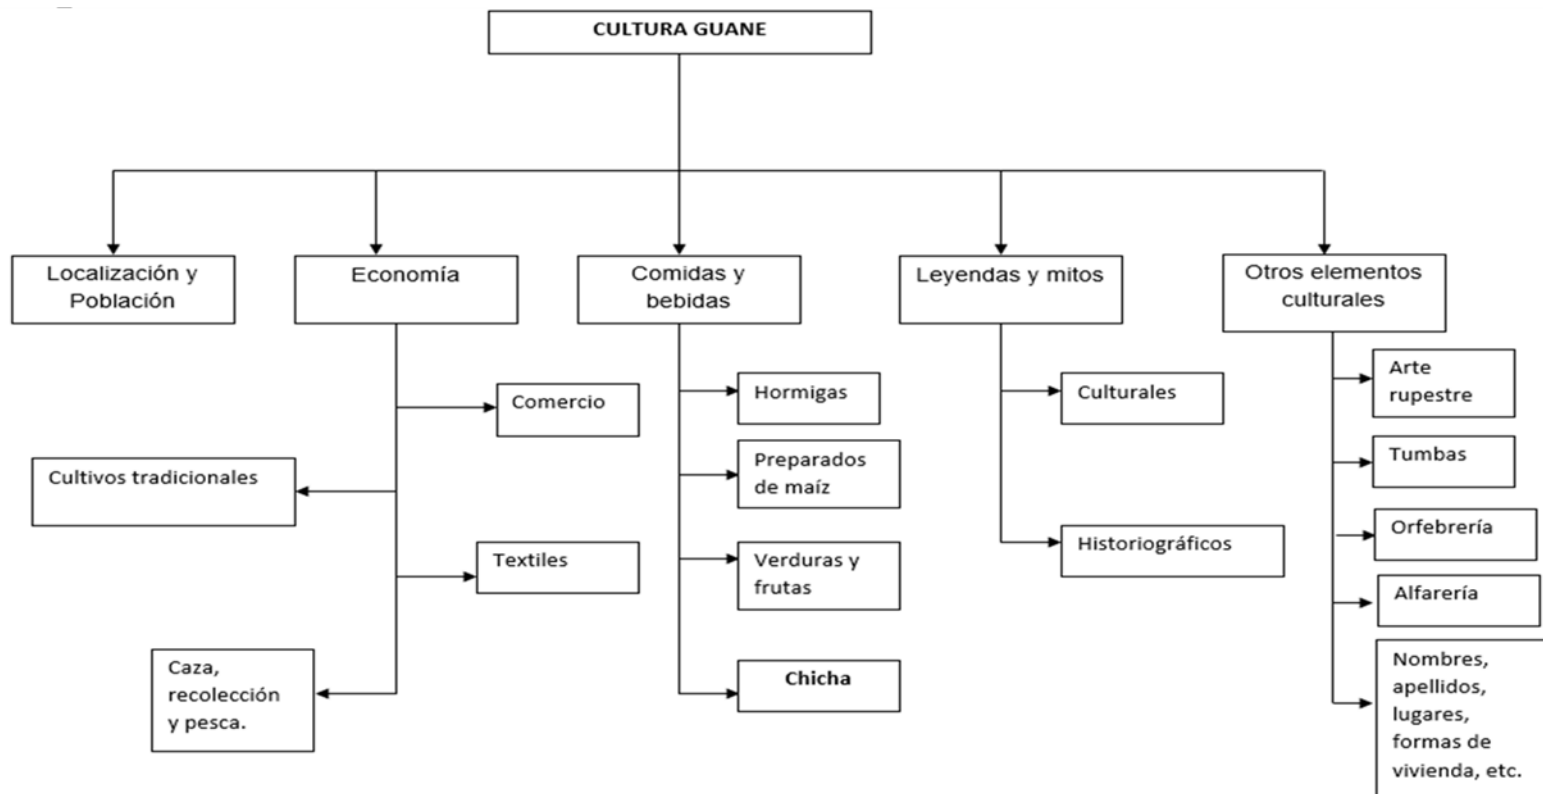 CULTURA GUANE
Localización y
Población
Economía
Comidas y
bebidas
Leyendas y mitos
Otros elementos
culturales
Comercio
Cultivos tradicionales
Textiles
Caza,
recolección
y pesca.
Hormigas
Preparados
de maíz
Verduras y
frutas
Chicha
Culturales
Historiográficos
Arte
rupestre
Tumbas
Orfebrería
Alfarería
Nombres,
apellidos,
lugares,
formas de
vivienda, etc.